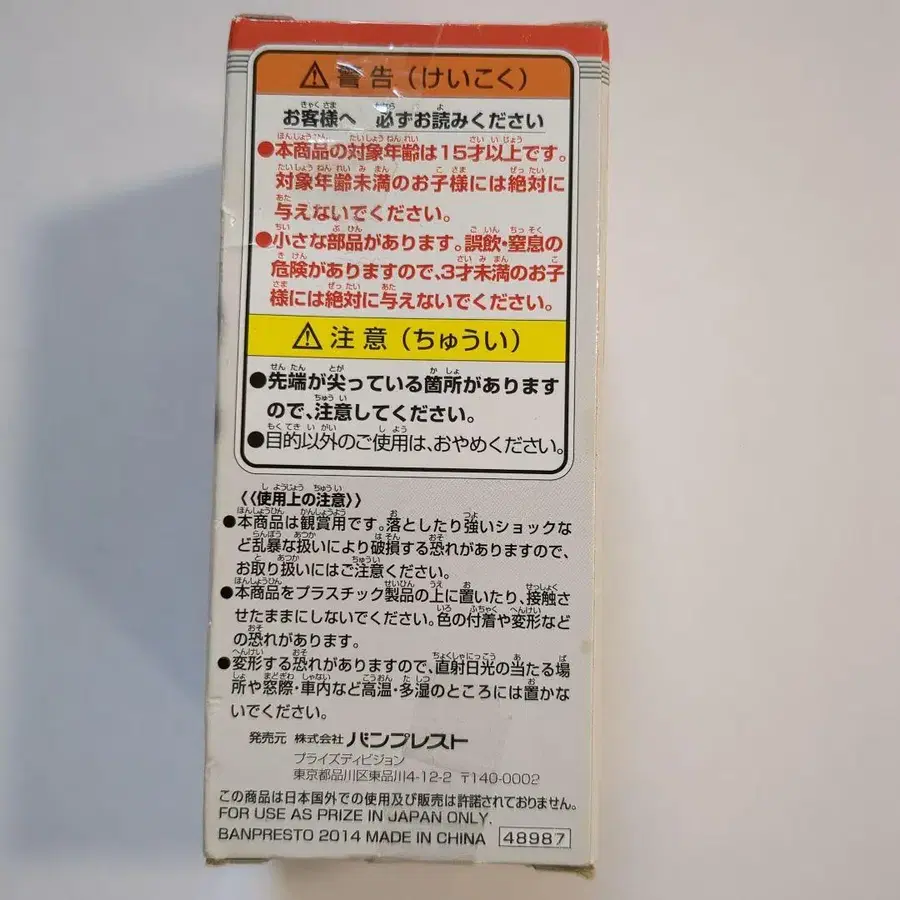 ⚠ 警告（けいこく）
お客様へ 必ずお読みください
●本商品の対象年齢は15才以上です。
対象年齢未満のお子様には絶対に
与えないでください。
●小さな部品があります。誤飲・窒息の
危険がありますので、3才未満のお子
様には絶対に与えないでください。
⚠ 注意（ちゅうい）
●先端が尖っている箇所があります
ので、注意してください。
●目的以外のご使用は、おやめください。
《使用上の注意》
●本商品は観賞用です。落としたり強いショックな
ど乱暴な扱いにより破損する恐れがありますので、
お取り扱いにはご注意ください。
●本商品をプラスチック製品の上に置いたり、接触さ
せたままにしないでください。色の付着や変形など
の恐れがあります。
●変形する恐れがありますので、直射日光の当たる場
所や窓際・車内など高温・多湿のところには置かな
いでください。
発売元 株式会社 バンプレスト
プライズディビジョン
東京都品川区東品川4-12-2 〒140-0002
この商品は日本国外での使用及び販売は許諾されておりません。
FOR USE AS PRIZE IN JAPAN ONLY.
BANPRESTO 2014 MADE IN CHINA 48987